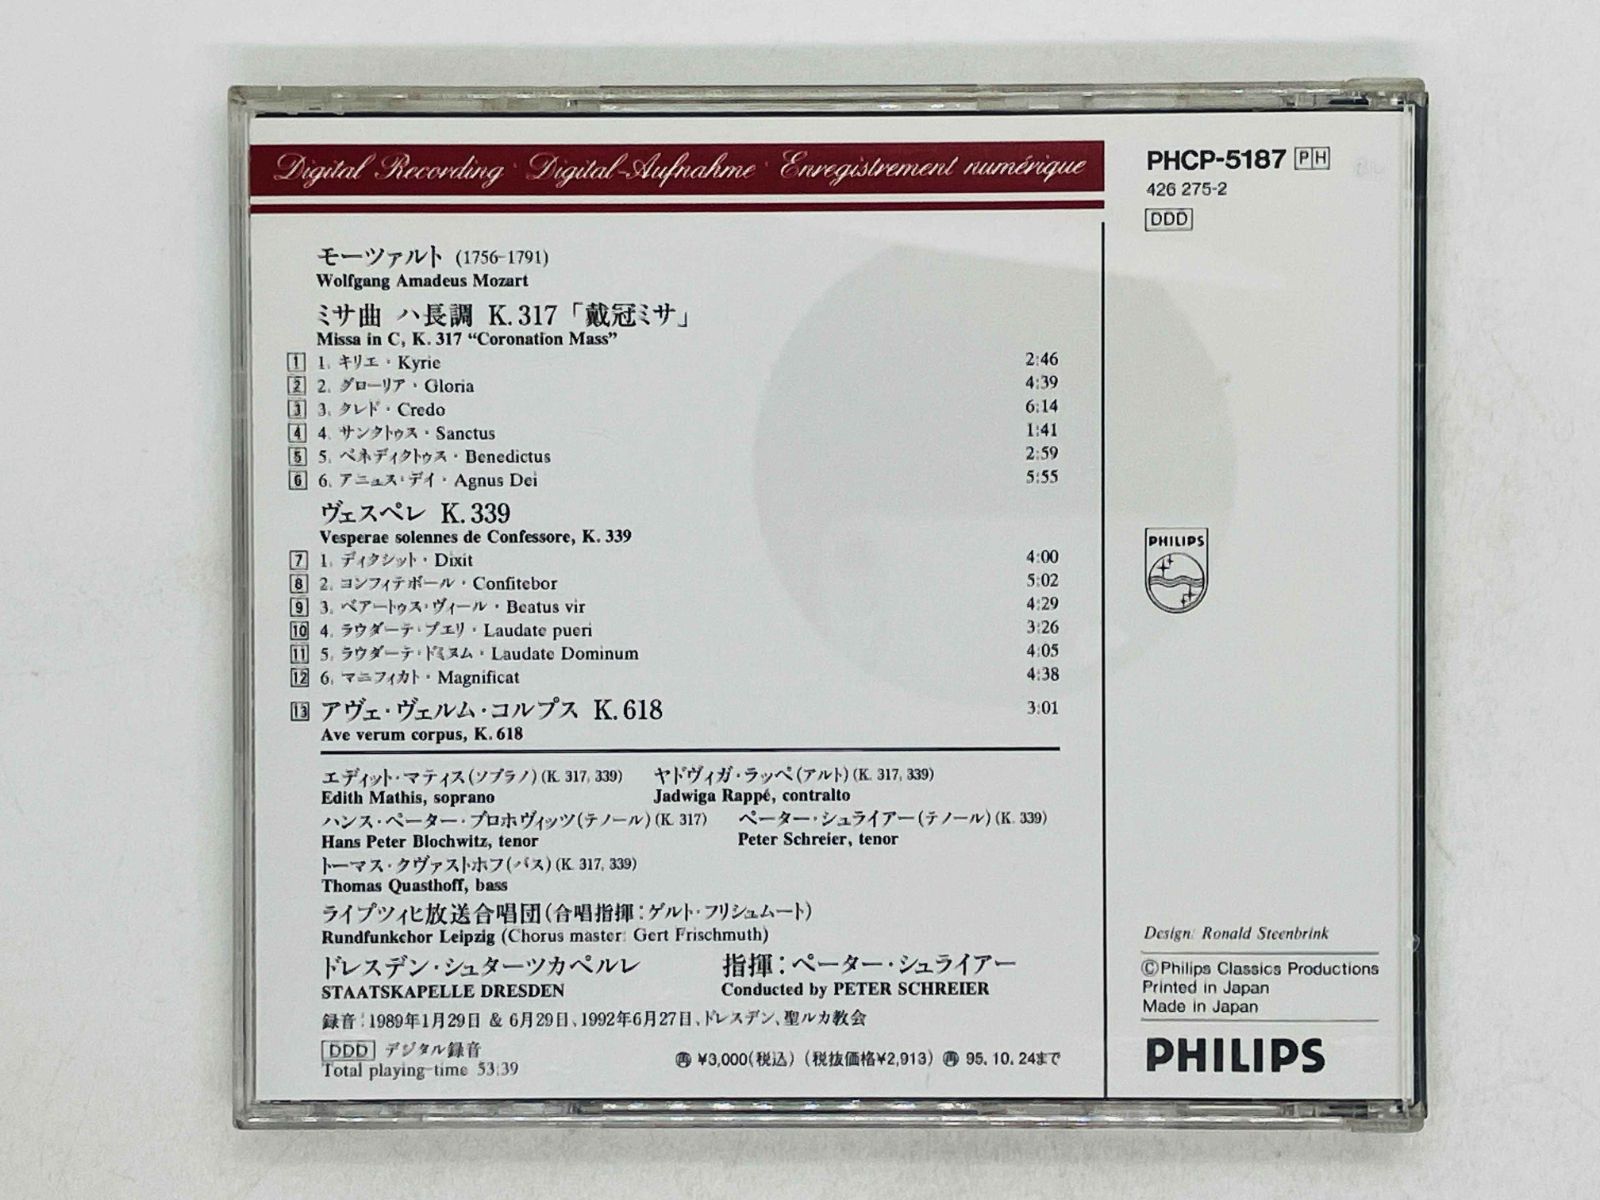 Digital Recording · Digital-Aufnahme · Enregistrement numérique
PHCP-5187 PH
426 275-2
DDD
モーツァルト (1756-1791)
Wolfgang Amadeus Mozart
ミサ曲 ハ長調 K. 317「戴冠ミサ」
Missa in C, K. 317 “Coronation Mass”
1 1. キリエ・Kyrie 2:46
2 2. グローリア・Gloria 4:39
3 3. クレド・Credo 6:14
4 4. サンクトゥス・Sanctus 1:41
5 5. ベネディクトゥス・Benedictus 2:59
6 6. アニュス・デイ・Agnus Dei 5:55
ヴェスペレ K. 339
Vesperae solennes de Confessore, K. 339
7 1. ディクシット・Dixit 4:00
8 2. コンフィテボール・Confitebor 5:02
9 3. ベアートゥス・ヴィール・Beatus vir 4:29
10 4. ラウダーテ・プエリ・Laudate pueri 3:26
11 5. ラウダーテ・ドミヌム・Laudate Dominum 4:05
12 6. マニフィカト・Magnificat 4:38
13 アヴェ・ヴェルム・コルプス K. 618 3:01
Ave verum corpus, K. 618
エディット・マティス(ソプラノ)(K. 317, 339) ヤドヴィガ・ラッペ(アルト)(K. 317, 339)
Edith Mathis, soprano Jadwiga Rappé, contralto
ハンス・ペーター・ブロホヴィッツ(テノール)(K. 317) ペーター・シュライアー(テノール)(K. 339)
Hans Peter Blochwitz, tenor Peter Schreier, tenor
トーマス・クヴァストホフ(バス)(K. 317, 339)
Thomas Quasthoff, bass
ライプツィヒ放送合唱団(合唱指揮:ゲルト・フリシュムート)
Rundfunkchor Leipzig (Chorus master: Gert Frischmuth)
ドレスデン・シュターツカペルレ 指揮:ペーター・シュライアー
STAATSKAPELLE DRESDEN Conducted by PETER SCHREIER
録音:1989年1月29日 & 6月29日、1992年6月27日、ドレスデン、聖ルカ教会
DDD デジタル録音
Total playing-time 53:39
再 ¥3,000(税込) (税抜価格¥2,913) 再 95.10.24まで
PHILIPS
Design: Ronald Steenbrink
©Philips Classics Productions
Printed in Japan
Made in Japan
PHILIPS